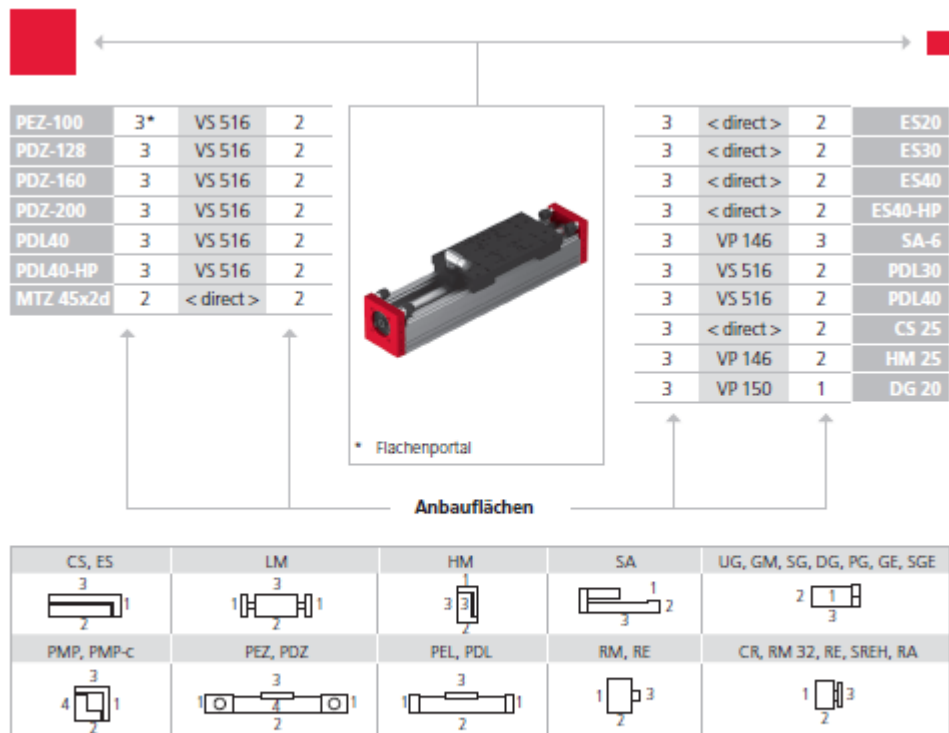 PEZ-100 3* VS 516 2
PDZ-128 3 VS 516 2
PDZ-160 3 VS 516 2
PDZ-200 3 VS 516 2
PDL40 3 VS 516 2
PDL40-HP 3 VS 516 2
MTZ 45x2d 2 < direct > 2
* Flachenportal
3 < direct > 2 ES20
3 < direct > 2 ES30
3 < direct > 2 ES40
3 < direct > 2 ES40-HP
3 VP 146 3 SA-6
3 VS 516 2 PDL30
3 VS 516 2 PDL40
3 < direct > 2 CS 25
3 VP 146 2 HM 25
3 VP 150 1 DG 20
Anbauflächen
CS, ES LM HM SA UG, GM, SG, DG, PG, GE, SGE
3 3 1
1 1 1 3 3 1 2 2 1
2 2 2 3 3
PMP, PMP-c PEZ, PDZ PEL, PDL RM, RE CR, RM 32, RE, SREH, RA
3 3 3
4 1 1 4 1 1 1 1 3 1 3
2 2 2 2 2